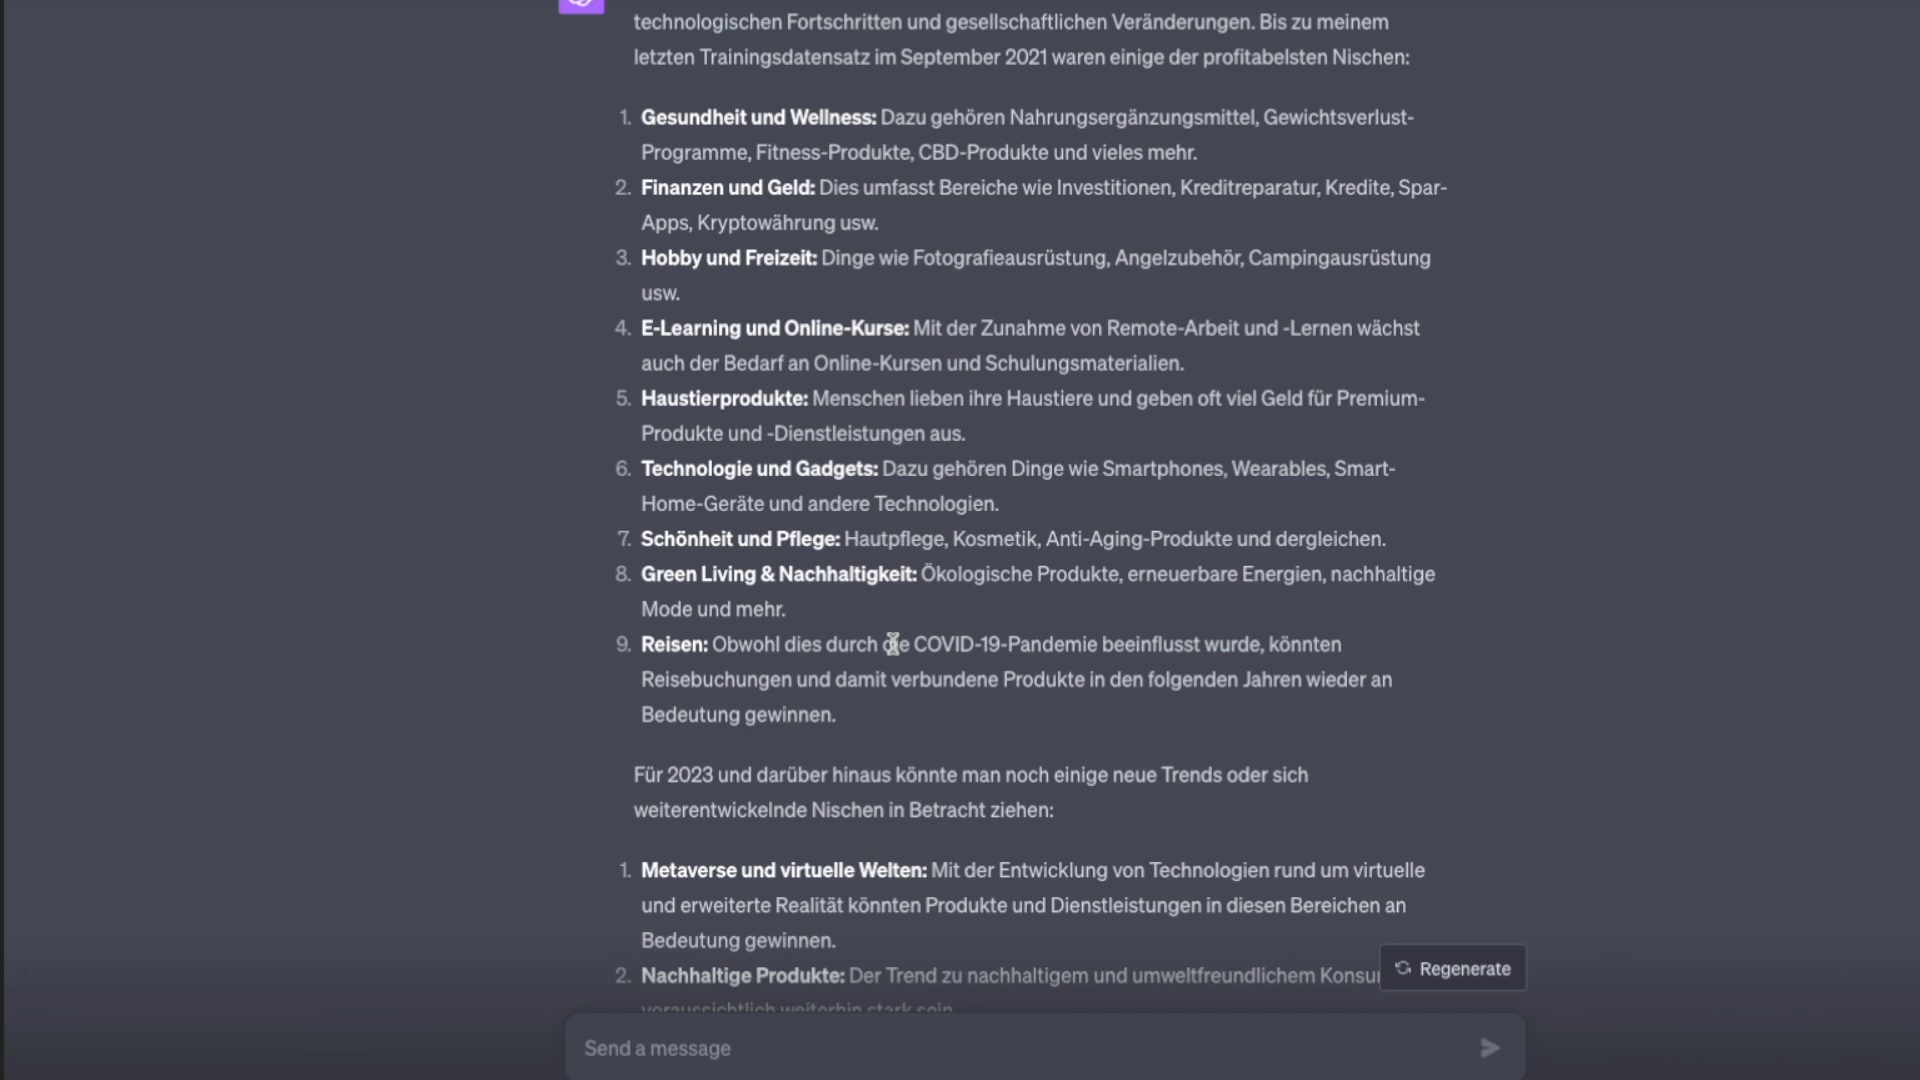 technologischen Fortschritten und gesellschaftlichen Veränderungen. Bis zu meinem
letzten Trainingsdatensatz im September 2021 waren einige der profitabelsten Nischen:
1. Gesundheit und Wellness: Dazu gehören Nahrungsergänzungsmittel, Gewichtsverlust-
Programme, Fitness-Produkte, CBD-Produkte und vieles mehr.
2. Finanzen und Geld: Dies umfasst Bereiche wie Investitionen, Kreditreparatur, Kredite, Spar-
Apps, Kryptowährung usw.
3. Hobby und Freizeit: Dinge wie Fotografieausrüstung, Angelzubehör, Campingausrüstung
usw.
4. E-Learning und Online-Kurse: Mit der Zunahme von Remote-Arbeit und -Lernen wächst
auch der Bedarf an Online-Kursen und Schulungsmaterialien.
5. Haustierprodukte: Menschen lieben ihre Haustiere und geben oft viel Geld für Premium-
Produkte und -Dienstleistungen aus.
6. Technologie und Gadgets: Dazu gehören Dinge wie Smartphones, Wearables, Smart-
Home-Geräte und andere Technologien.
7. Schönheit und Pflege: Hautpflege, Kosmetik, Anti-Aging-Produkte und dergleichen.
8. Green Living & Nachhaltigkeit: Ökologische Produkte, erneuerbare Energien, nachhaltige
Mode und mehr.
9. Reisen: Obwohl dies durch die COVID-19-Pandemie beeinflusst wurde, könnten
Reisebuchungen und damit verbundene Produkte in den folgenden Jahren wieder an
Bedeutung gewinnen.
Für 2023 und darüber hinaus könnte man noch einige neue Trends oder sich
weiterentwickelnde Nischen in Betracht ziehen:
1. Metaverse und virtuelle Welten: Mit der Entwicklung von Technologien rund um virtuelle
und erweiterte Realität könnten Produkte und Dienstleistungen in diesen Bereichen an
Bedeutung gewinnen.
2. Nachhaltige Produkte: Der Trend zu nachhaltigem und umweltfreundlichem Konsu
voraussichtlich weiterhin stark sein.
Regenerate
Send a message